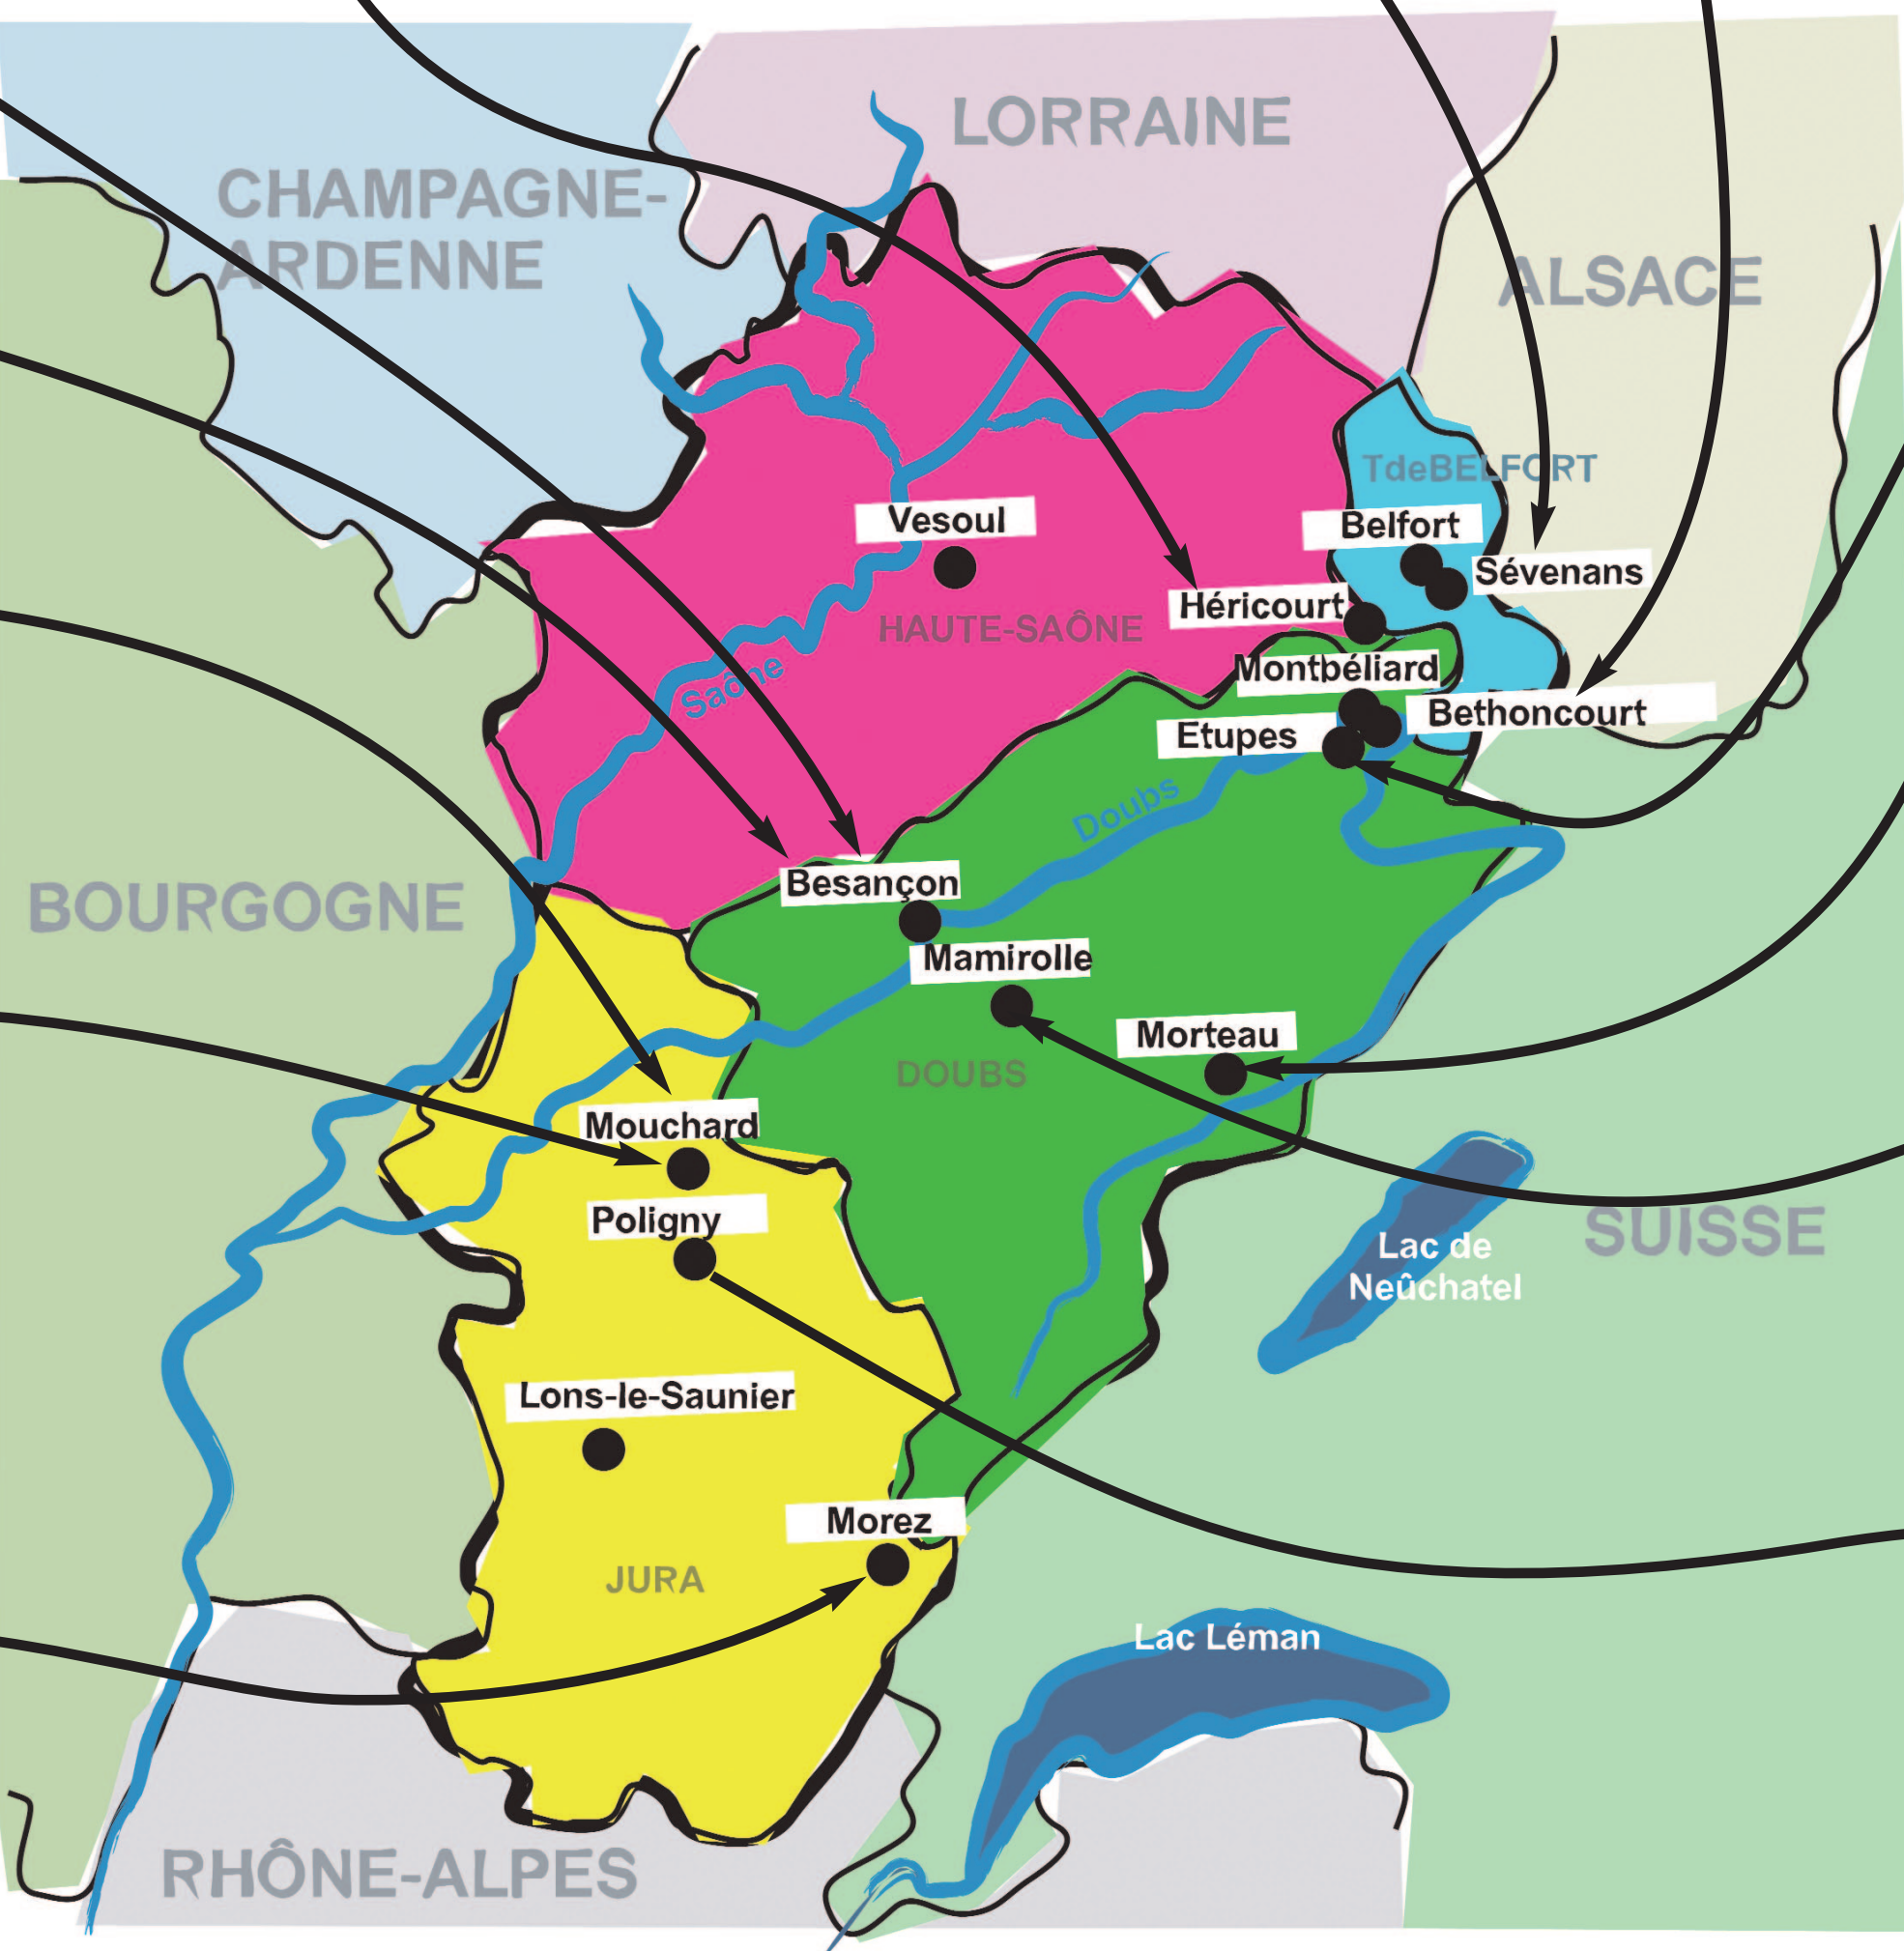 LORRAINE
CHAMPAGNE-
ARDENNE
ALSACE
TdeBELFORT
Vesoul
Belfort
Sévenans
Héricourt
HAUTE-SAÔNE
Montbéliard
Saône
Bethoncourt
Etupes
Doubs
Besançon
BOURGOGNE
Mamirolle
Morteau
DOUBS
Mouchard
Poligny
SUISSE
Lac de
Neûchatel
Lons-le-Saunier
Morez
JURA
Lac Léman
RHÔNE-ALPES